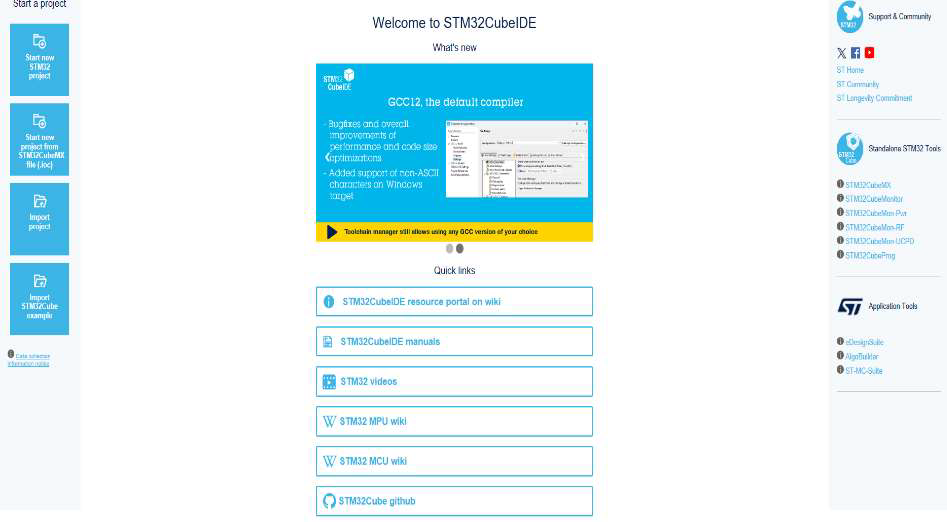 Start a project
Start new
STM32
project
Start new
project from
STM32CubeMX
file (.ioc)
Import
project
Import
STM32Cube
example
Data collection
information notice
Welcome to STM32CubeIDE
What's new
STM32
CubeIDE
GCC12, the default compiler
- Bugfixes and overall
improvements of
performance and code size
optimizations
- Added support of non-ASCII
characters on Windows
target
Toolchain manager still allows using any GCC version of your choice
Quick links
STM32CubeIDE resource portal on wiki
STM32CubeIDE manuals
STM32 videos
STM32 MPU wiki
STM32 MCU wiki
STM32Cube github
STM32
Support & Community
ST Home
ST Community
ST Longevity Commitment
STM32
Cube
Standalone STM32 Tools
STM32CubeMX
STM32CubeMonitor
STM32CubeMon-Pwr
STM32CubeMon-RF
STM32CubeMon-UCPD
STM32CubeProg
ST
Application Tools
eDesignSuite
AlgoBuilder
ST-MC-Suite